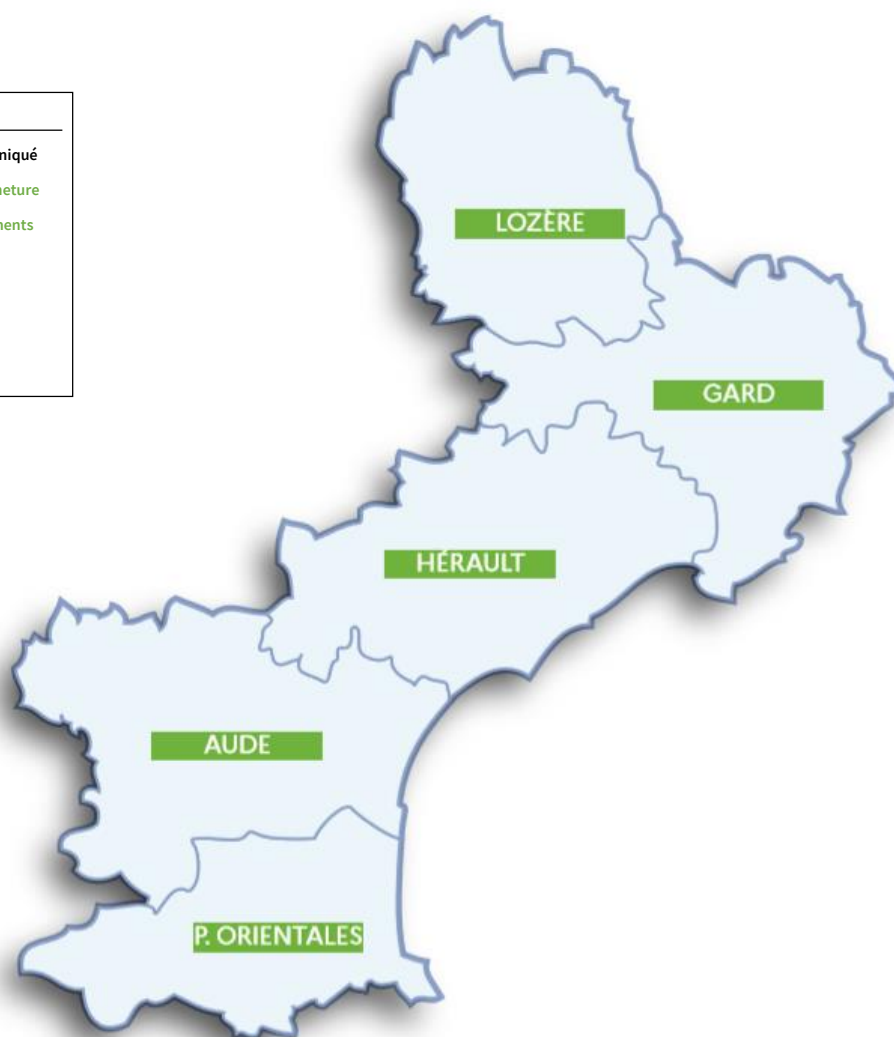 niqué
neture
nents
LOZÈRE
GARD
HÉRAULT
AUDE
P. ORIENTALES